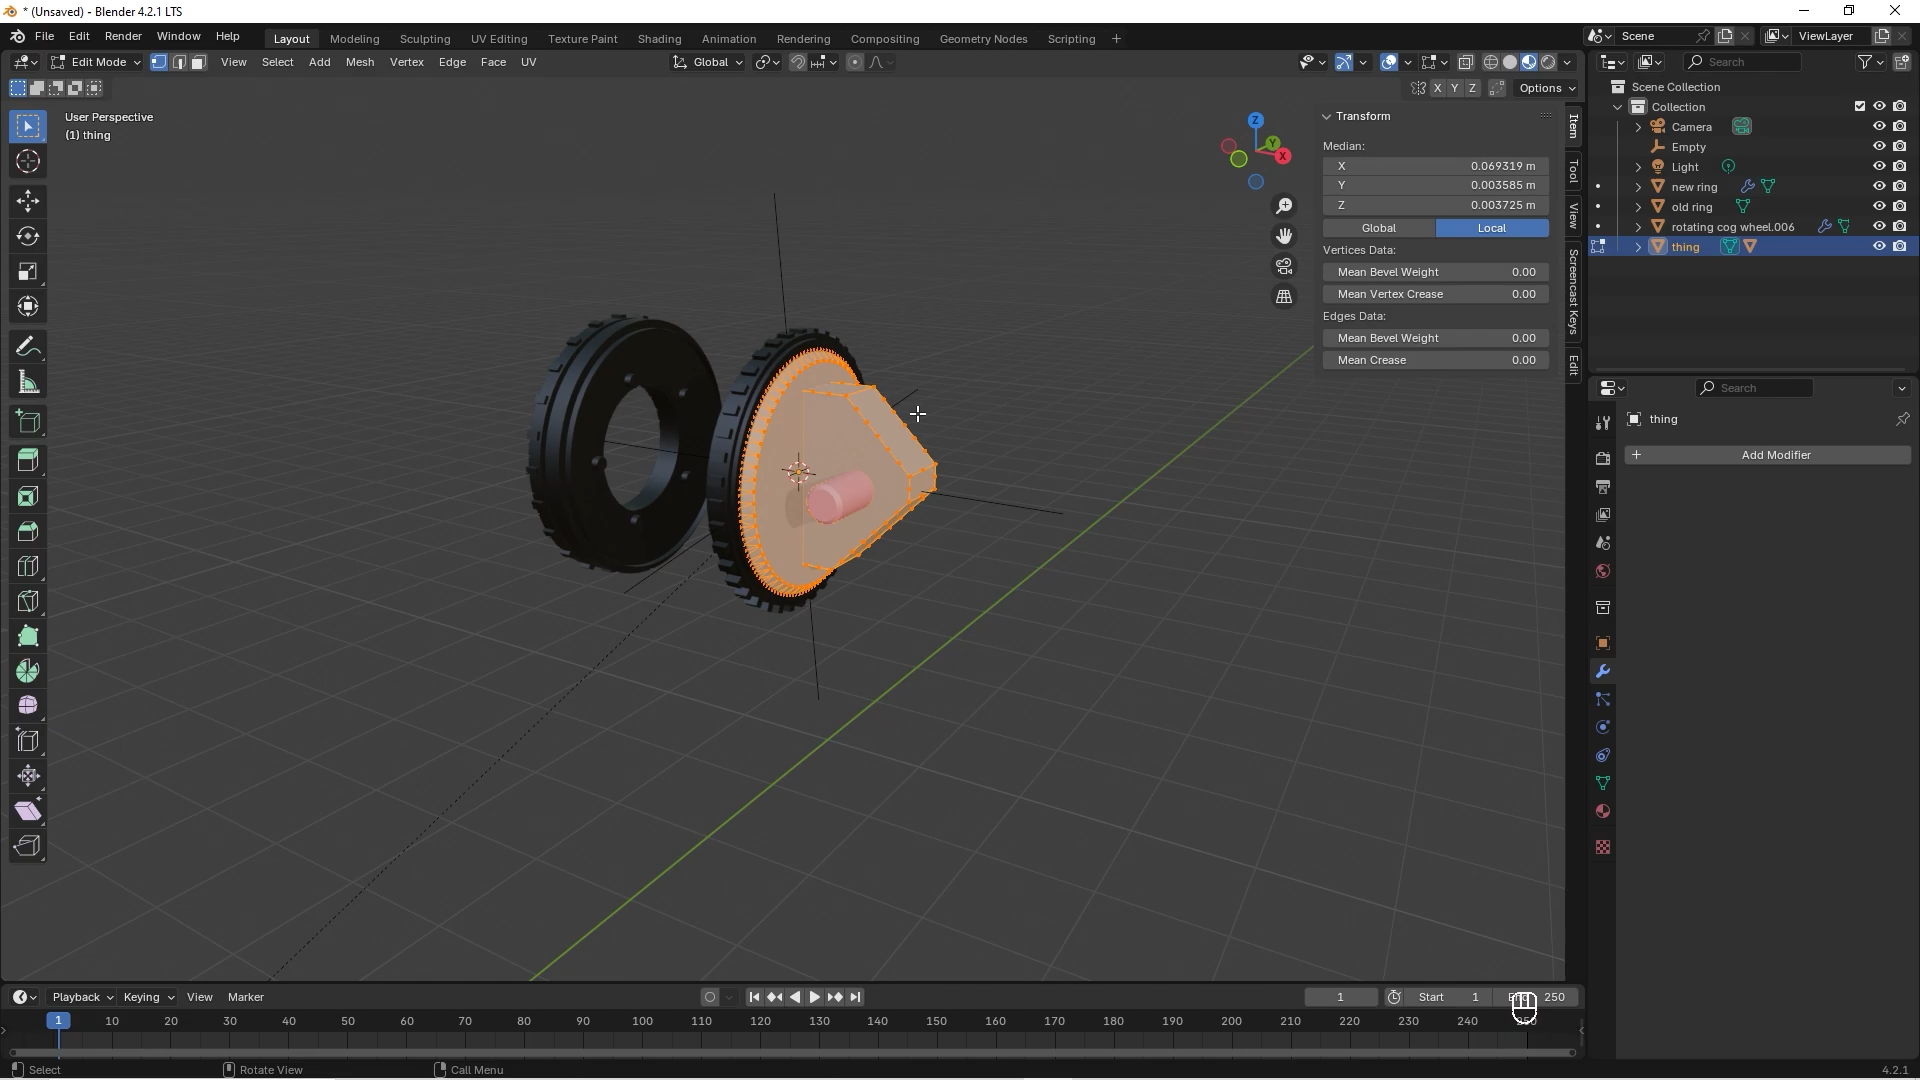 * (Unsaved) - Blender 4.2.1 LTS
File Edit Render Window Help Layout Modeling Sculpting UV Editing Texture Paint Shading Animation Rendering Compositing Geometry Nodes Scripting + Scene ViewLayer
Edit Mode View Select Add Mesh Vertex Edge Face UV Global Search
X Y Z Options
User Perspective
(1) thing
Z
Y
X
Transform
Median:
X 0.069319 m
Y 0.003585 m
Z 0.003725 m
Global Local
Vertices Data:
Mean Bevel Weight 0.00
Mean Vertex Crease 0.00
Edges Data:
Mean Bevel Weight 0.00
Mean Crease 0.00
Item
Tool
View
Screencast Keys
Edit
Scene Collection
Collection
Camera
Empty
Light
new ring
old ring
rotating cog wheel.006
thing
Search
thing
+ Add Modifier
Playback Keying View Marker 1 Start 1 250
1 10 20 30 40 50 60 70 80 90 100 110 120 130 140 150 160 170 180 190 200 210 220 230 240 250
Select Rotate View Call Menu 4.2.1